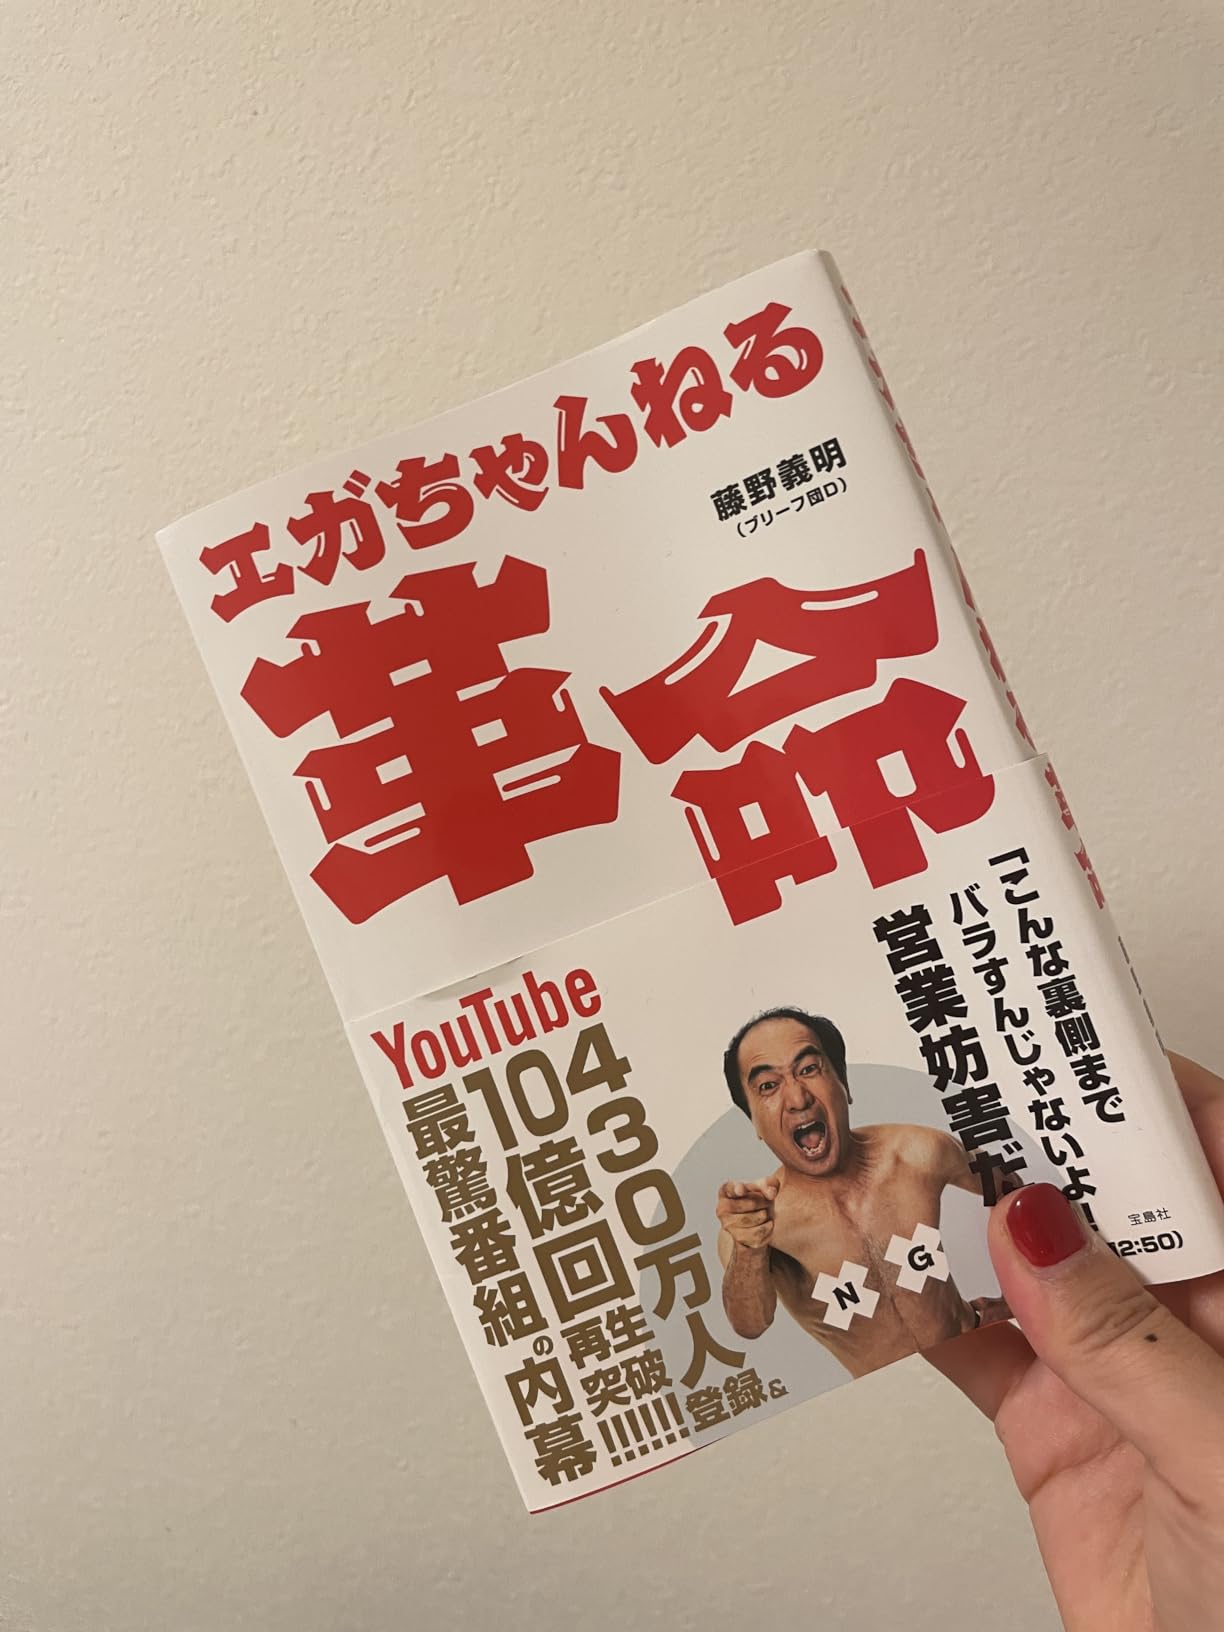 エガちゃんねる
革命
藤野義明
(ブリーフ団D)
「こんな裏側まで
バラすんじゃないよ!
営業妨害だ
2:50)
YouTube
430万人登録&
10億回再生突破!!!!!!
最驚番組の内幕
N
G
宝島社